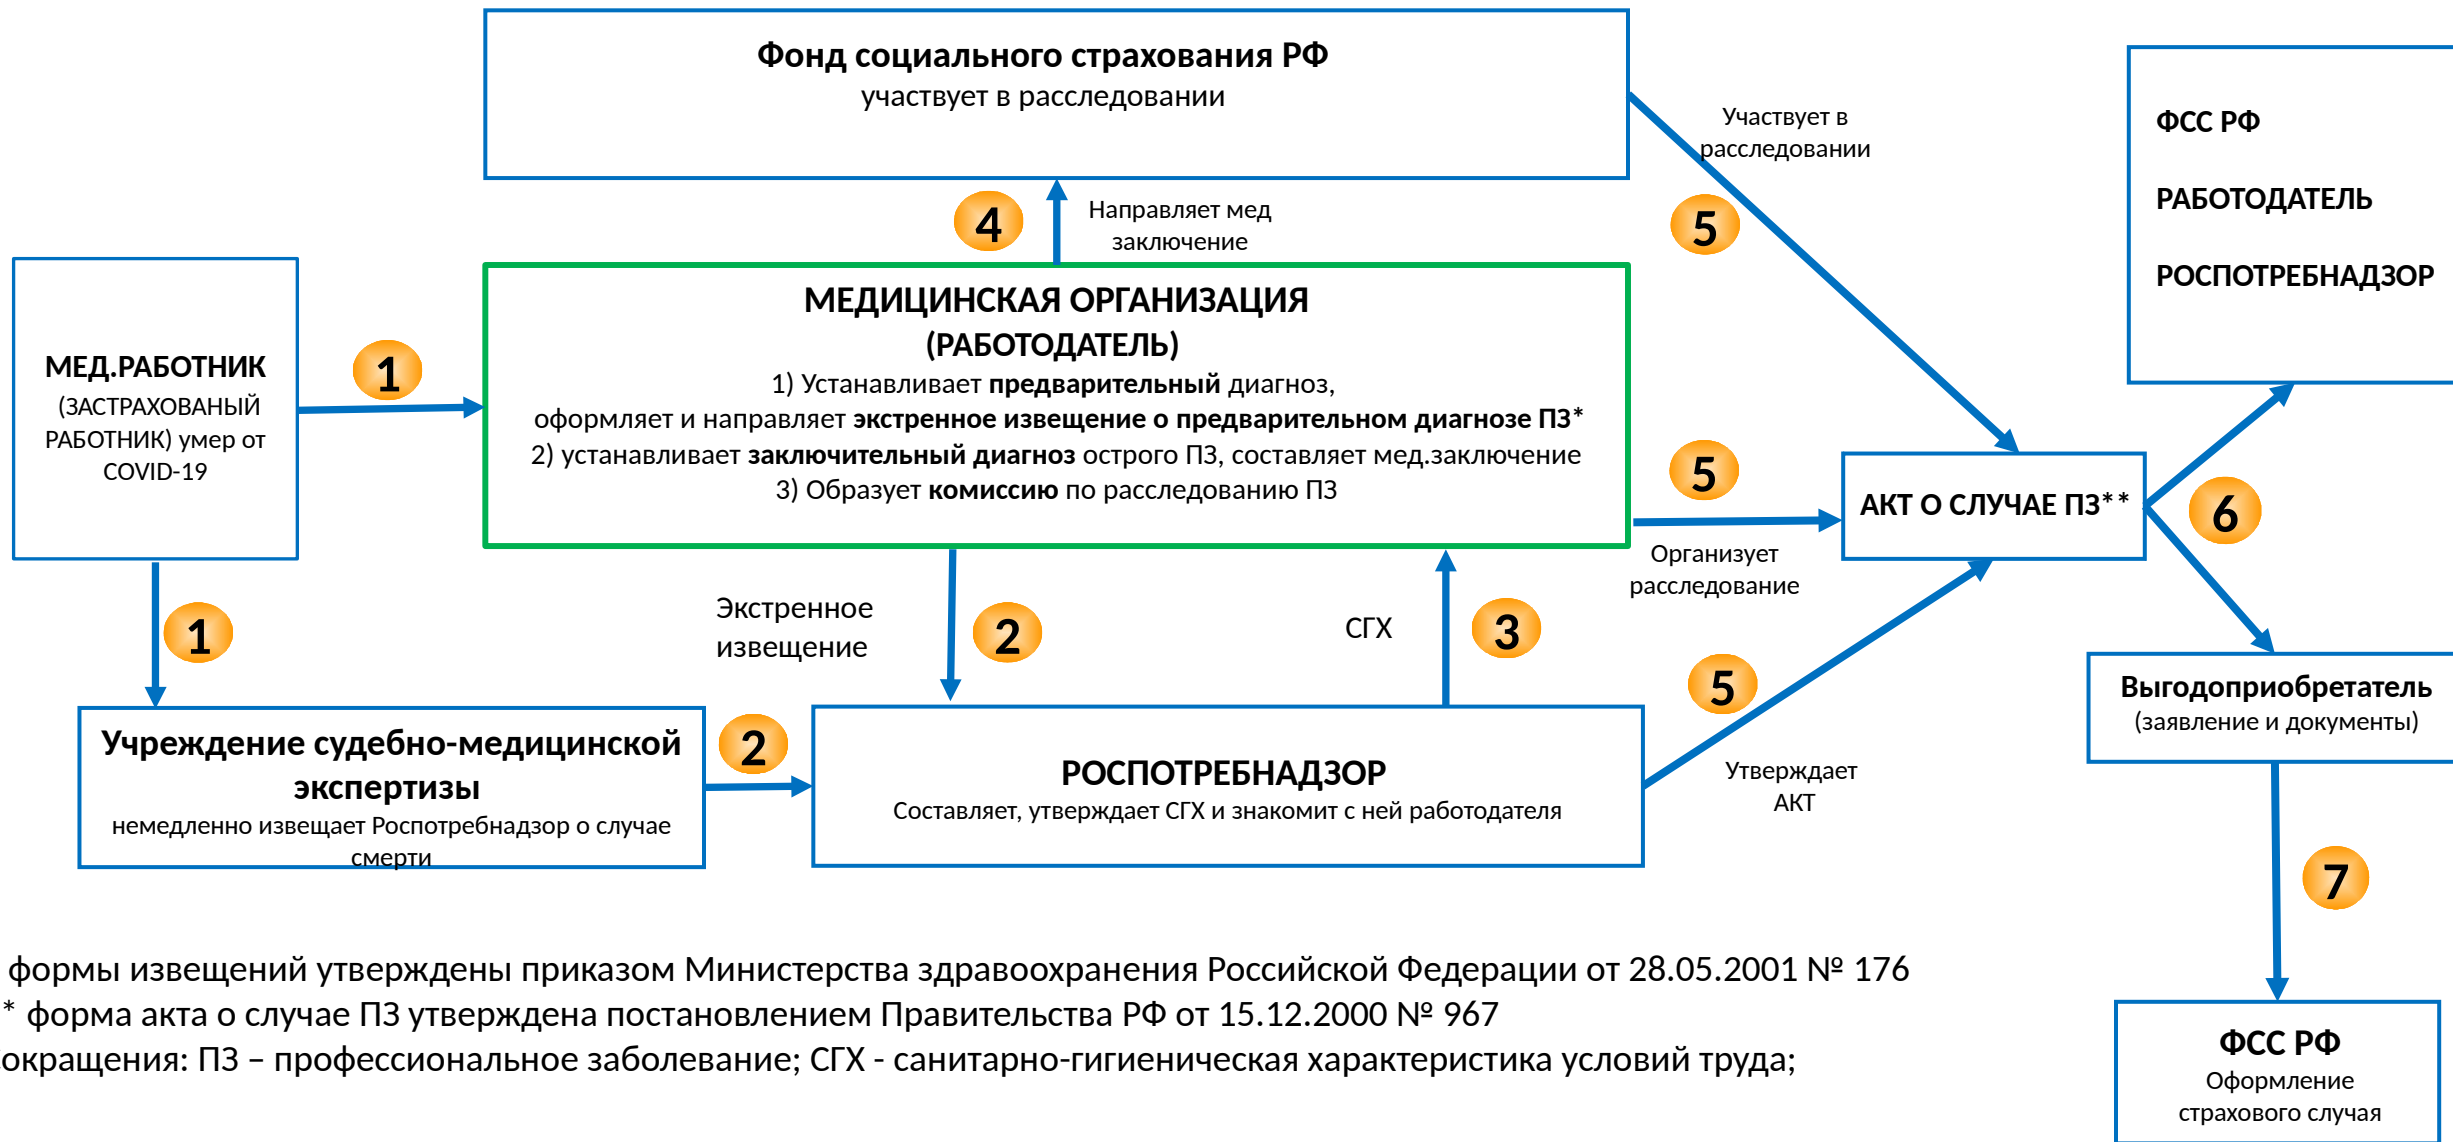 Фонд социального страхования РФ
участвует в расследовании
Участвует в
расследовании
ФСС РФ
РАБОТОДАТЕЛЬ
РОСПОТРЕБНАДЗОР
4
Направляет мед
заключение
5
МЕД.РАБОТНИК
(ЗАСТРАХОВАНЫЙ
РАБОТНИК) умер от
COVID-19
1
МЕДИЦИНСКАЯ ОРГАНИЗАЦИЯ
(РАБОТОДАТЕЛЬ)
1) Устанавливает предварительный диагноз,
оформляет и направляет экстренное извещение о предварительном диагнозе ПЗ*
2) устанавливает заключительный диагноз острого ПЗ, составляет мед.заключение
3) Образует комиссию по расследованию ПЗ
5
Организует
расследование
АКТ О СЛУЧАЕ ПЗ**
6
1
Экстренное
извещение
2
СГХ
3
5
Утверждает
АКТ
Выгодоприобретатель
(заявление и документы)
Учреждение судебно-медицинской
экспертизы
немедленно извещает Роспотребнадзор о случае
смерти
2
РОСПОТРЕБНАДЗОР
Составляет, утверждает СГХ и знакомит с ней работодателя
7
формы извещений утверждены приказом Министерства здравоохранения Российской Федерации от 28.05.2001 № 176
* форма акта о случае ПЗ утверждена постановлением Правительства РФ от 15.12.2000 № 967
окращения: ПЗ – профессиональное заболевание; СГХ - санитарно-гигиеническая характеристика условий труда;
ФСС РФ
Оформление
страхового случая